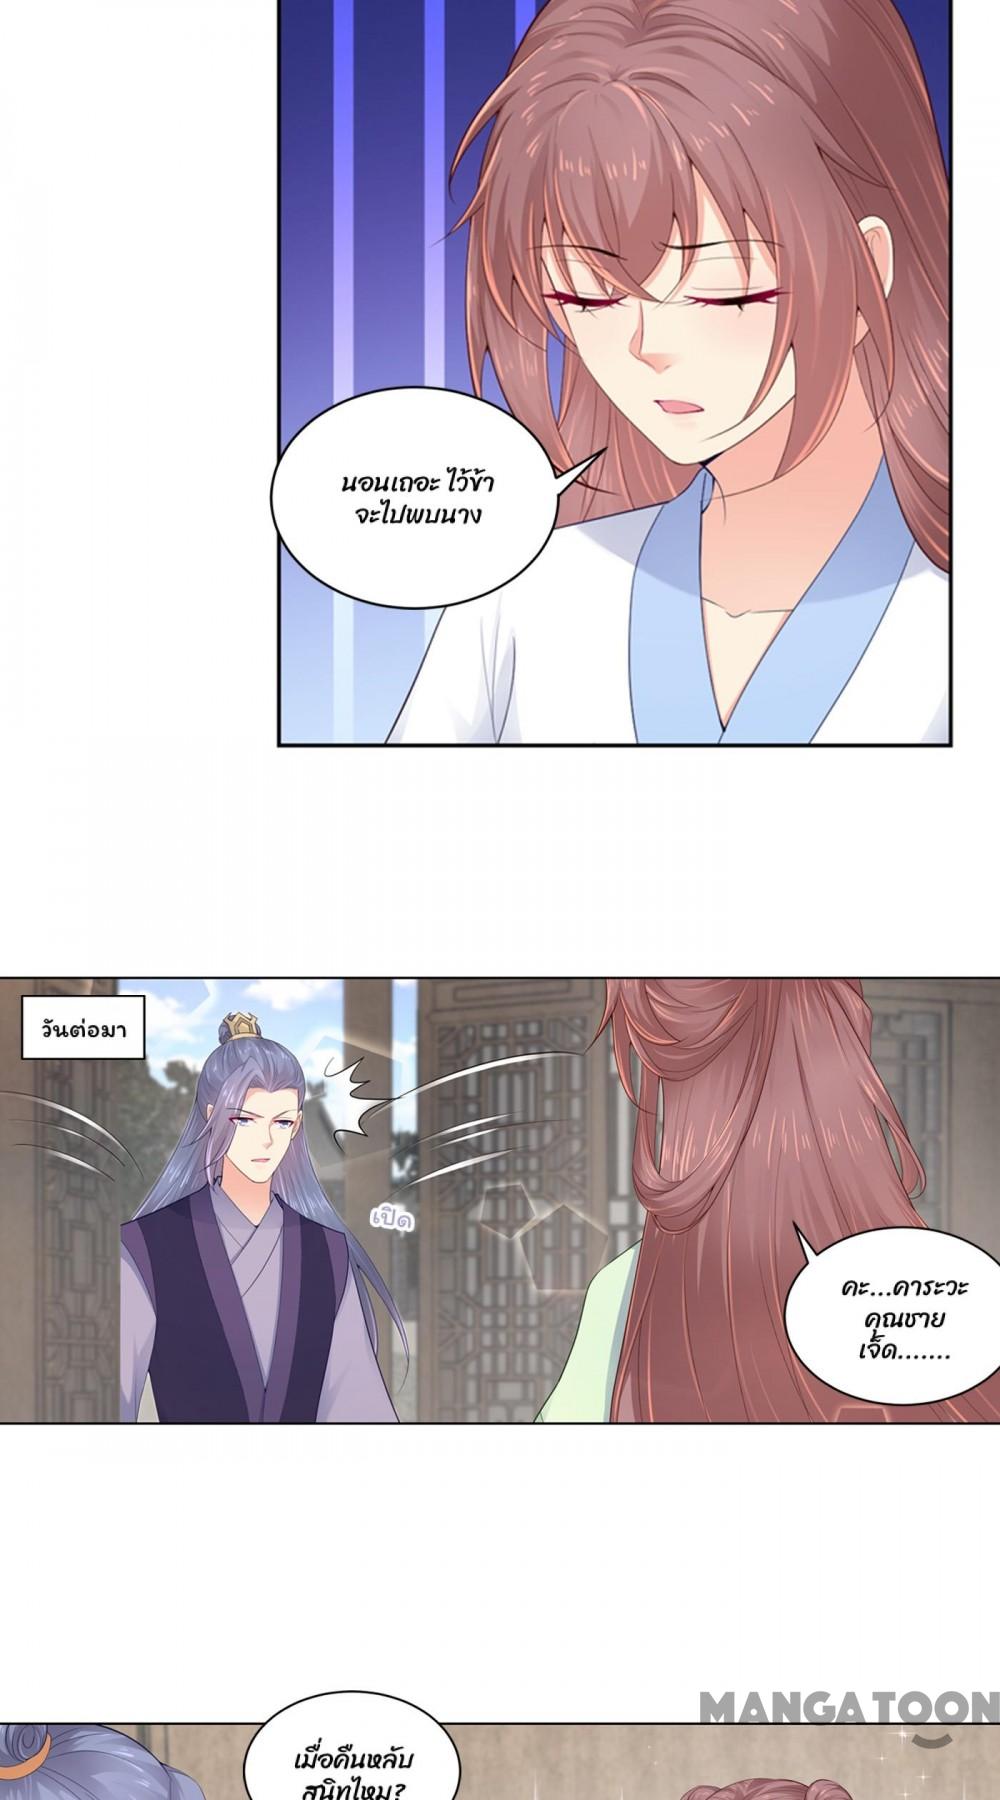 นอนเถอะ ไว้ข้า
จะไปพบนาง
วันต่อมา
เปิด
คะ...คาระวะ
คุณชาย
เจ็ด.......
MANGATOON
เมื่อคืนหลับ
สนิทไหม?